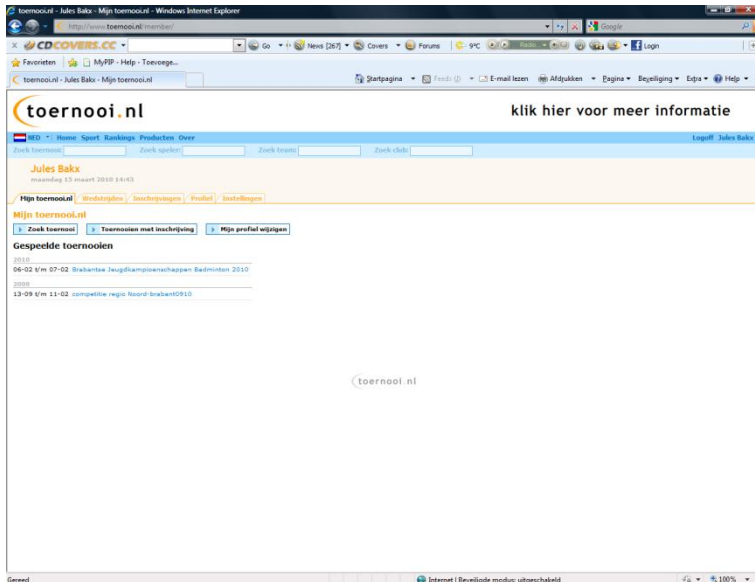 toernooi.nl - Jules Bakx - Mijn toernooi.nl - Windows Internet Explorer
http://www.toernooi.nl/member/
Google
CDCOVERS.CC Go News [267] Covers Forums 9°C Radio Login
Favorieten MyPIP - Help - Toevoege...
toernooi.nl - Jules Bakx - Mijn toernooi.nl Startpagina Feeds (J) E-mail lezen Afdrukken Pagina Beveiliging Extra Help
toernooi.nl klik hier voor meer informatie
NED Home Sport Rankings Producten Over Logoff Jules Bakx
Zoek toernooi: Zoek speler: Zoek team: Zoek club:
Jules Bakx
maandag 15 maart 2010 14:43
Mijn toernooi.nl Wedstrijden Inschrijvingen Profiel Instellingen
Mijn toernooi.nl
Zoek toernooi Toernooien met inschrijving Mijn profiel wijzigen
Gespeelde toernooien
2010
06-02 t/m 07-02 Brabantse Jeugdkampioenschappen Badminton 2010
13-09 t/m 11-02 competitie regio Noord-brabant0910
toernooi.nl
Gereed Internet | Beveiligde modus: uitgeschakeld 100%